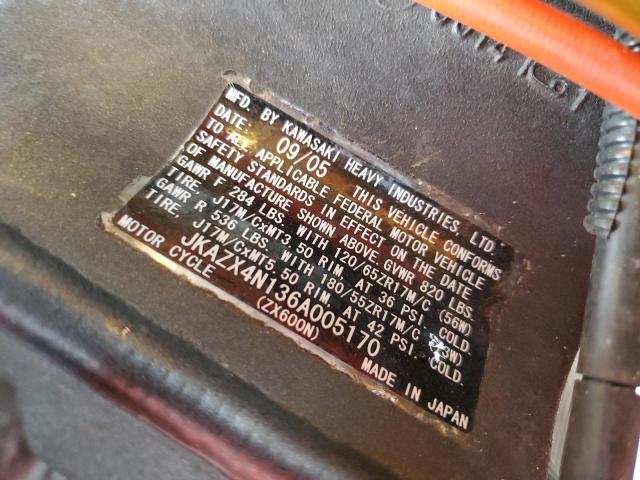 MFD. BY KAWASAKI HEAVY INDUSTRIES, LTD.
DATE: 09/05 THIS VEHICLE CONFORMS
TO ALL APPLICABLE FEDERAL MOTOR VEHICLE
SAFETY STANDARDS IN EFFECT ON THE DATE
OF MANUFACTURE SHOWN ABOVE GVWR 820 LBS.
GAWR F 284 LBS. WITH 120/65ZR17M/C (56W)
TIRE. J17M/CxMT3.50 RIM. AT 36 PSI. COLD.
GAWR R 536 LBS. WITH 180/55ZR17M/C
TIRE. J17M/CxMT5.50 RIM. AT 42 PSI. COLD.
JKAZX4N136A005170
MOTOR CYCLE (ZX600N) MADE IN JAPAN